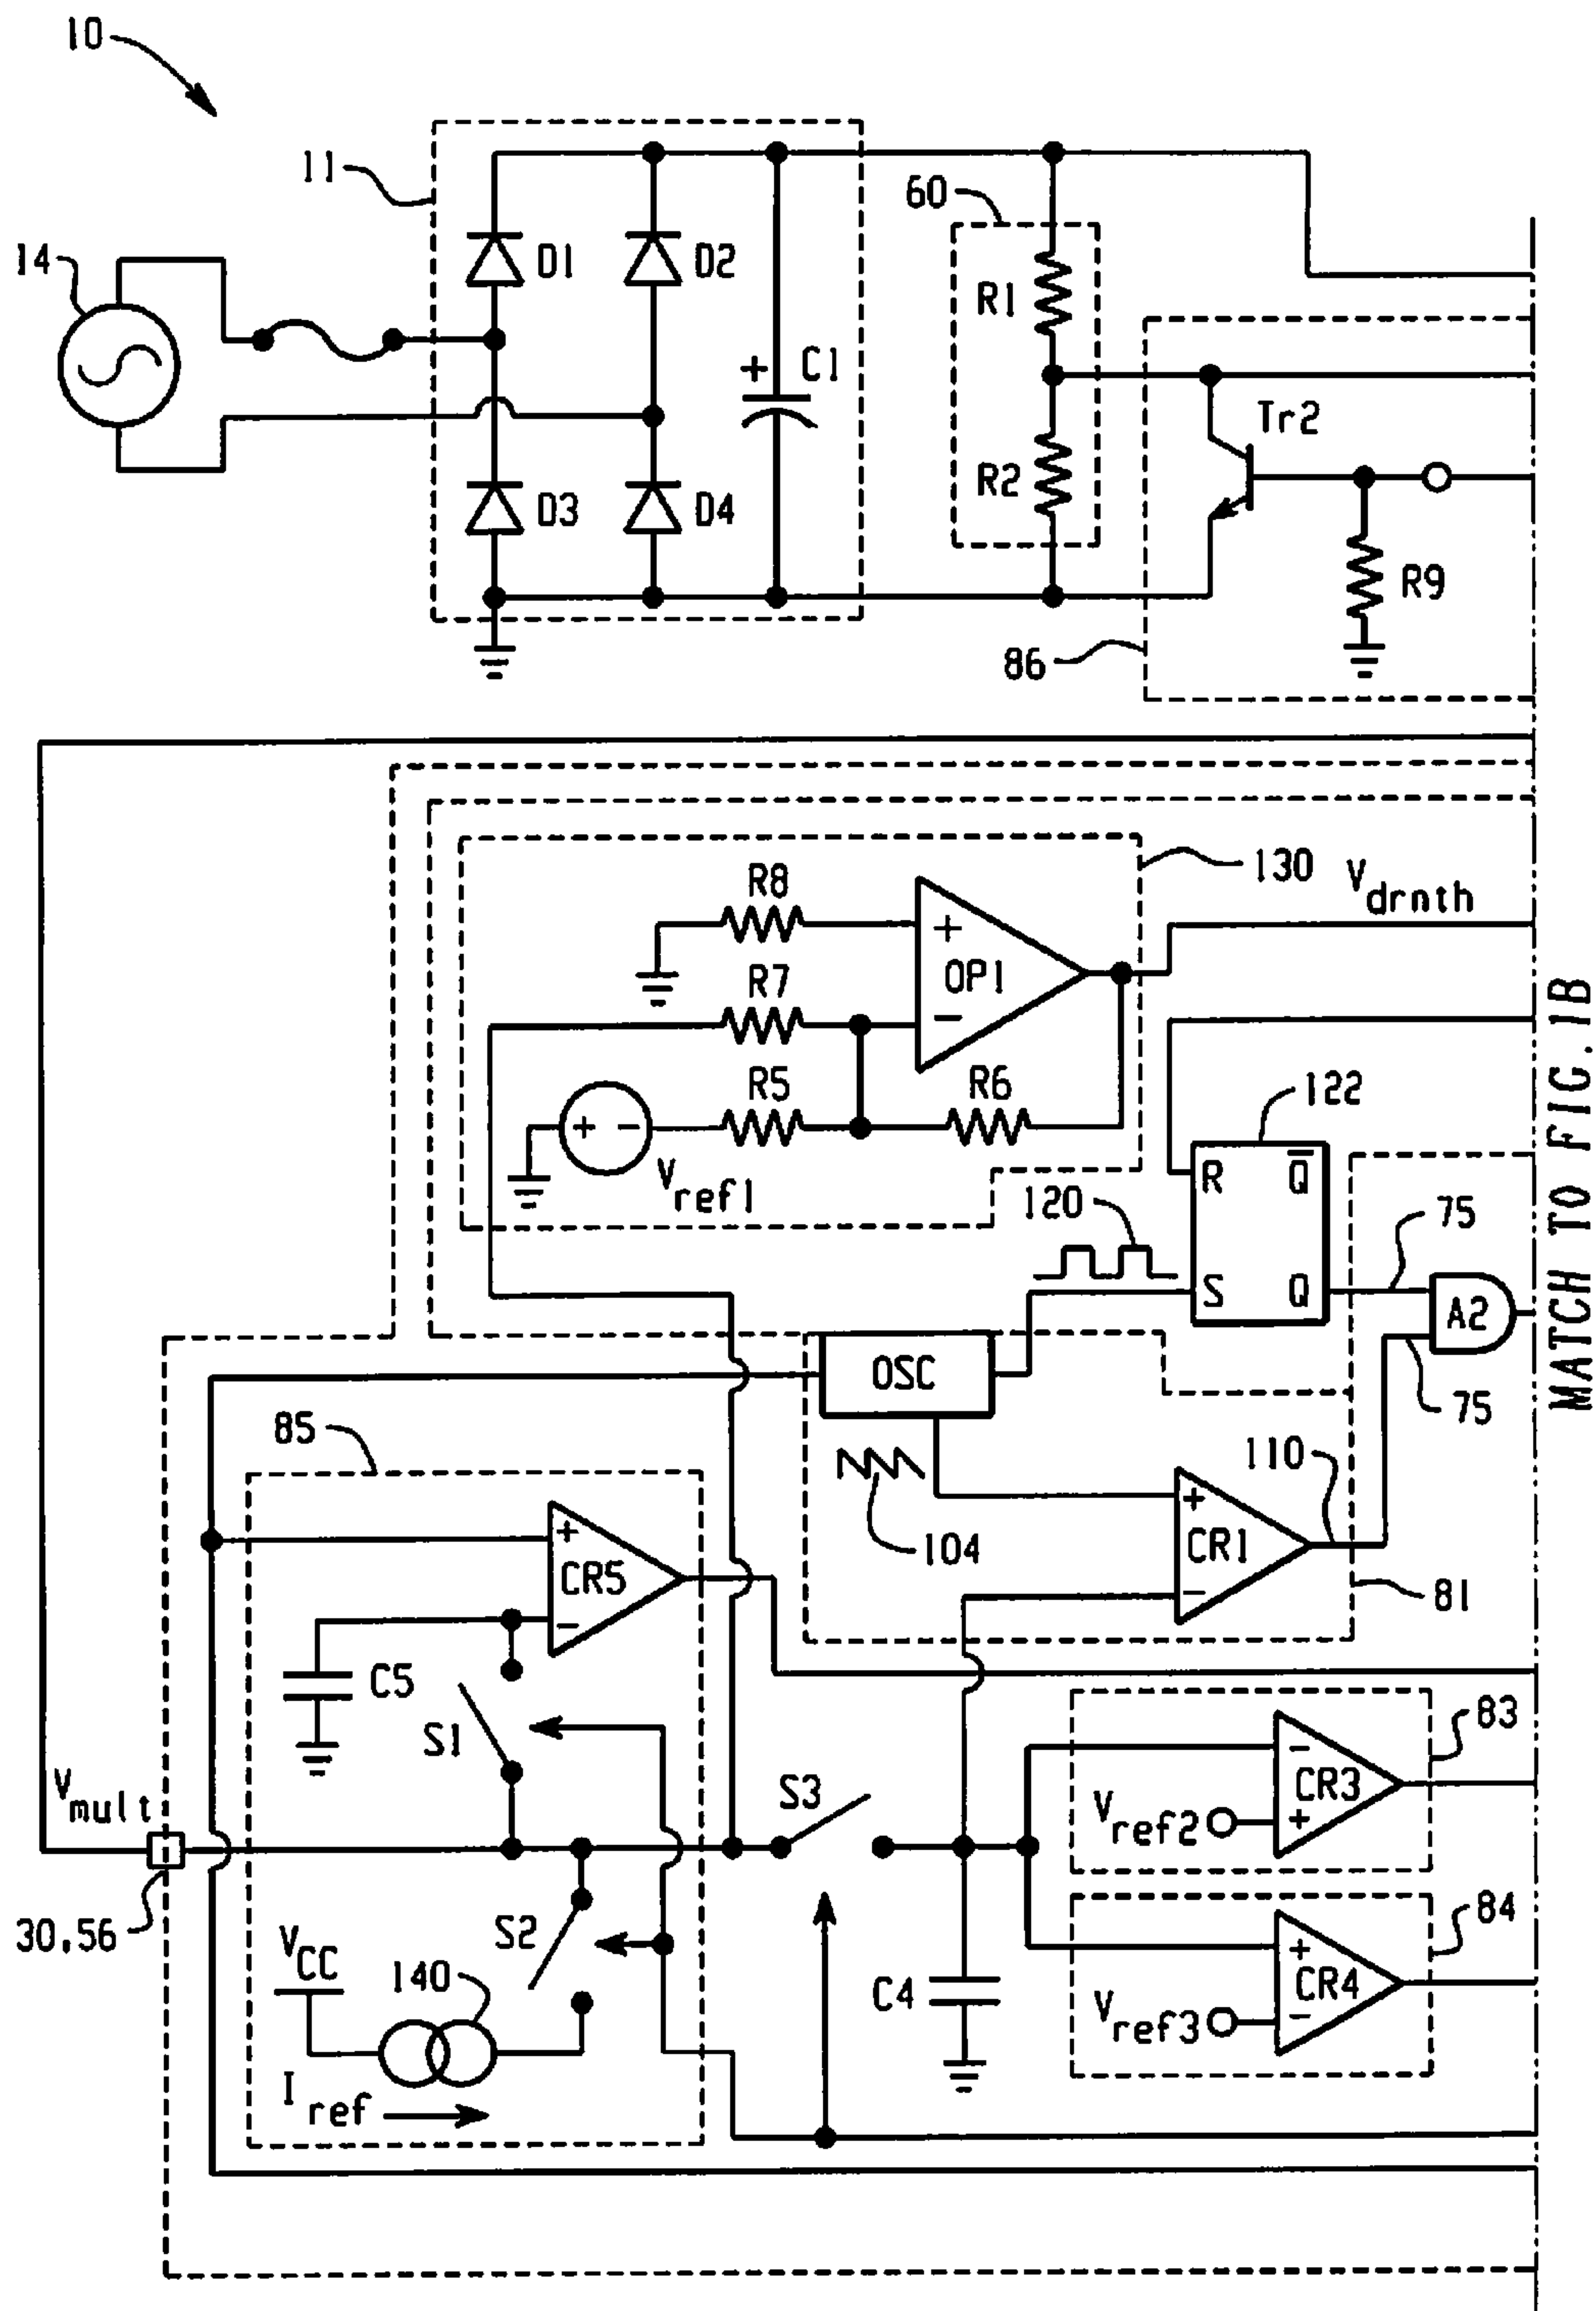 10
11
60
14
D1
D2
R1
+
C1
Tr2
R2
D3
D4
R9
86
130
V drnth
R8
+
OP1
R7
−
R5
R6
122
+ −
V ref1
R
Q̅
120
75
S
Q
A2
OSC
75
85
110
104
+
CR1
−
81
+
CR5
−
C5
S1
83
−
CR3
V ref2
+
V mult
S3
30,56
84
S2
V CC
140
C4
+
CR4
V ref3
−
I ref
MATCH TO FIG. 1B